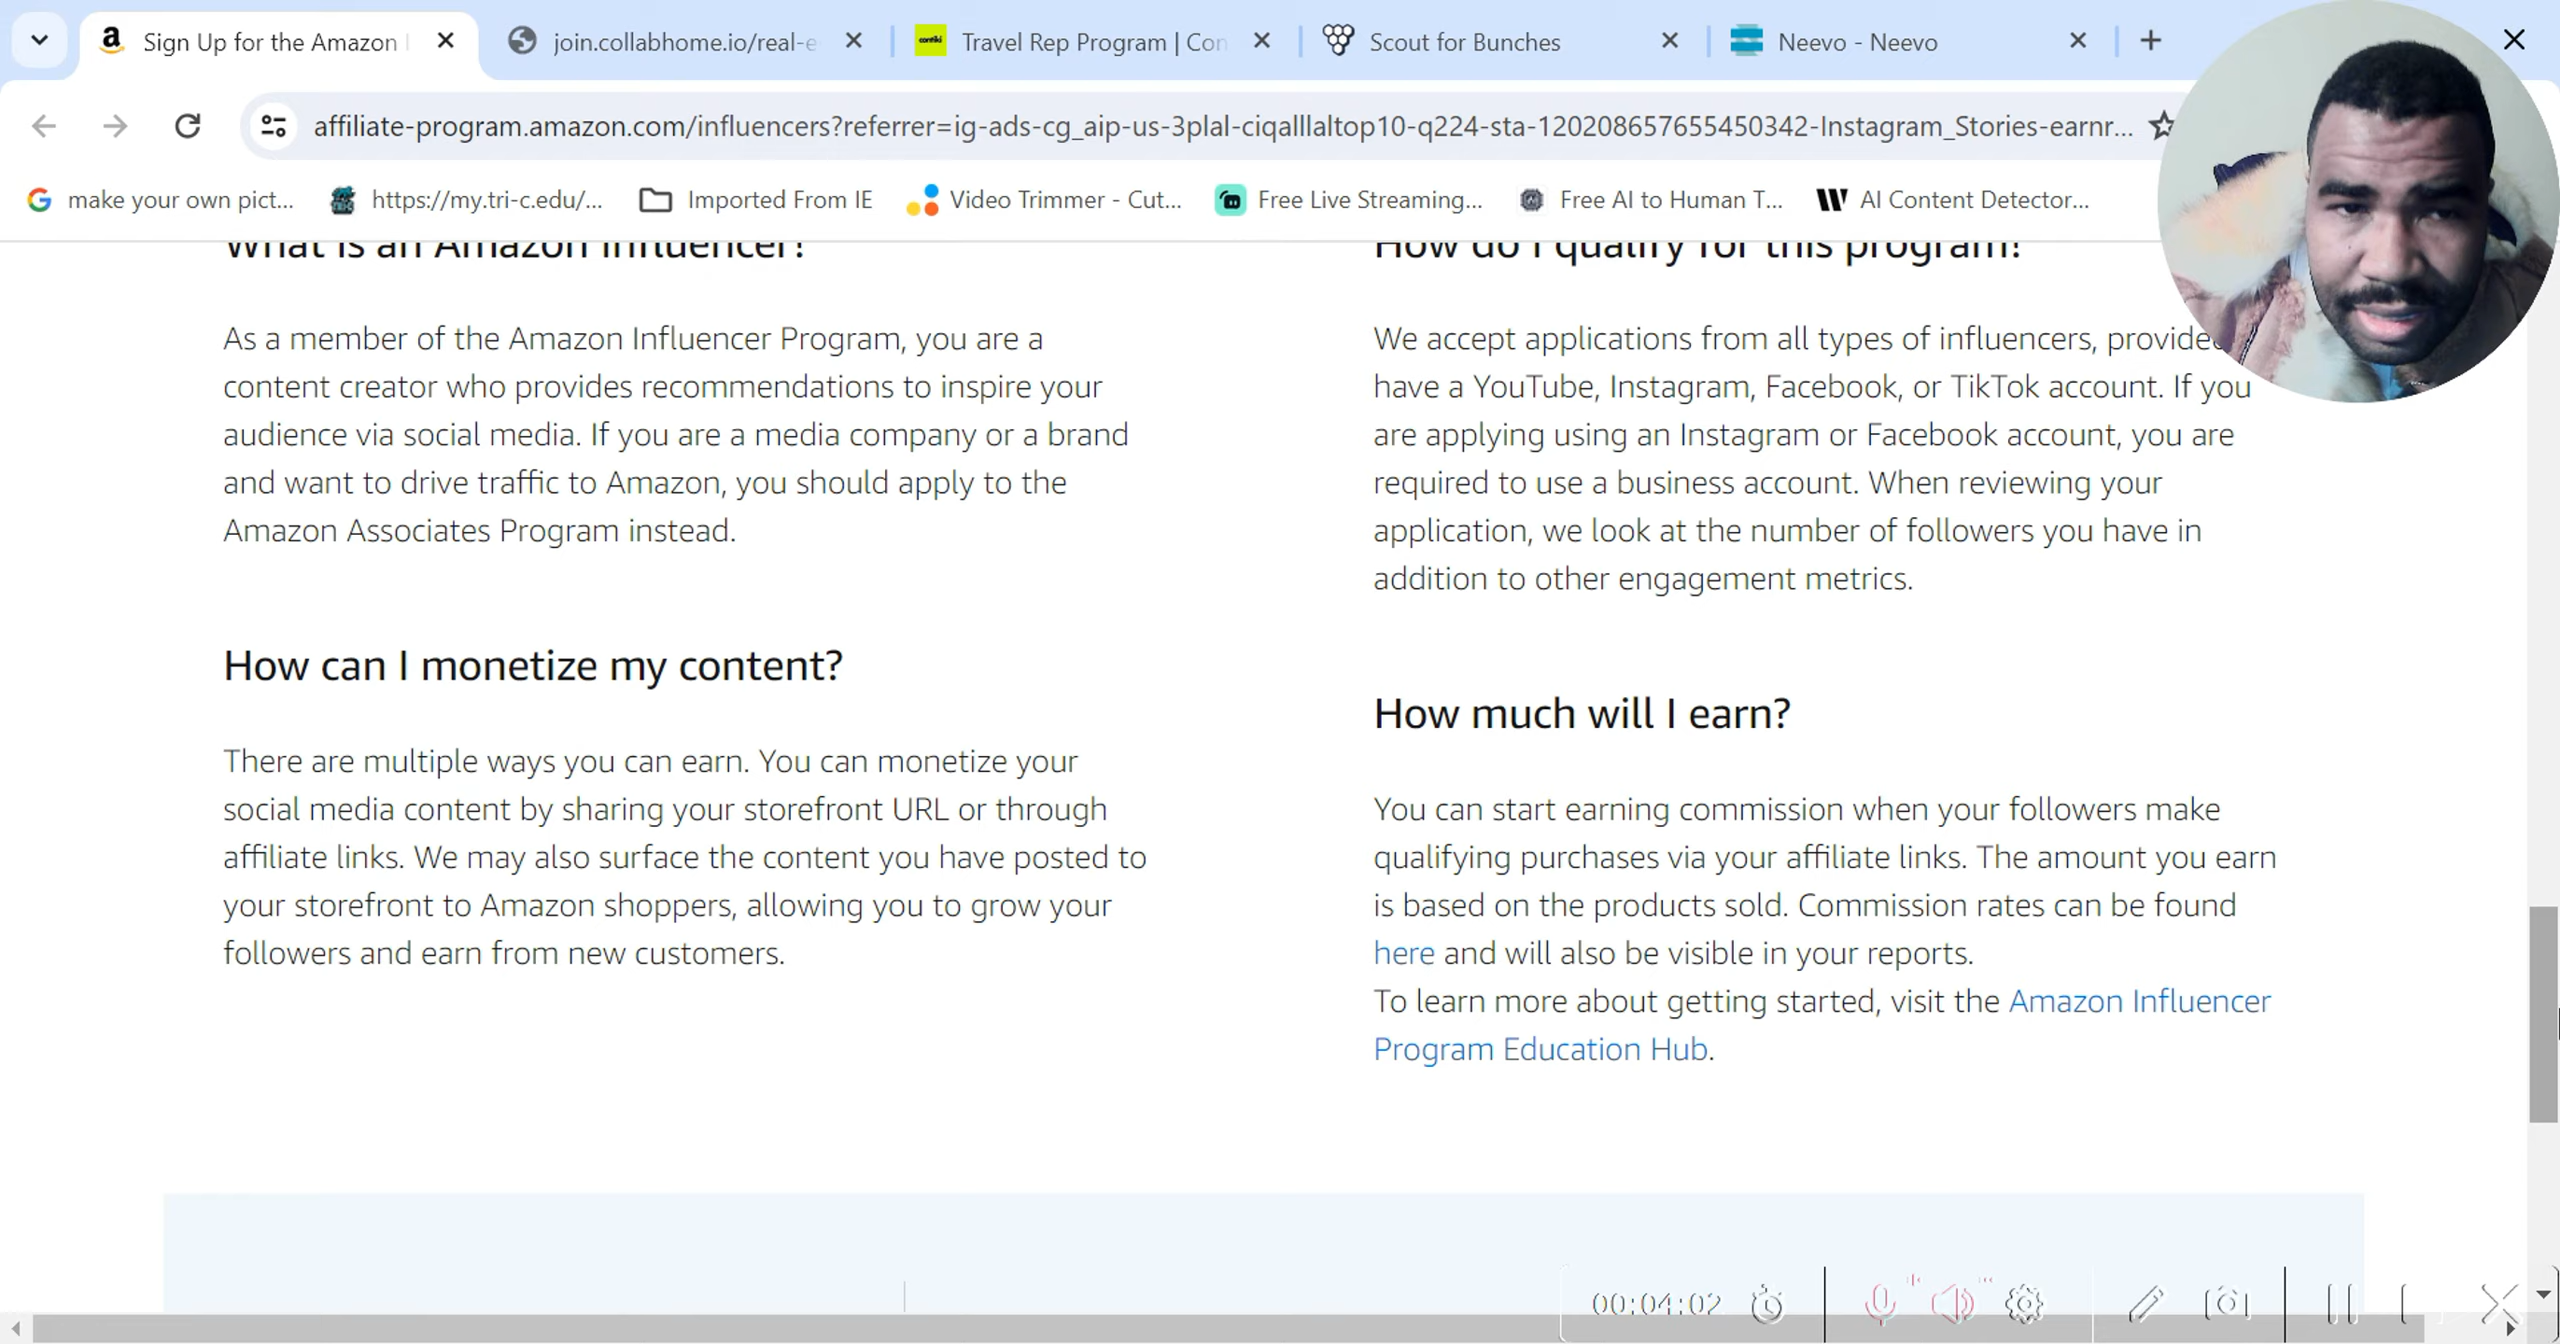 Sign Up for the Amazon
join.collabhome.io/real-e
contiki
Travel Rep Program | Con
Scout for Bunches
Neevo - Neevo
affiliate-program.amazon.com/influencers?referrer=ig-ads-cg_aip-us-3plal-ciqalllaltop10-q224-sta-120208657655450342-Instagram_Stories-earnr...
make your own pict...
https://my.tri-c.edu/...
Imported From IE
Video Trimmer - Cut...
Free Live Streaming...
Free AI to Human T...
AI Content Detector...
What is an Amazon Influencer?
As a member of the Amazon Influencer Program, you are a
content creator who provides recommendations to inspire your
audience via social media. If you are a media company or a brand
and want to drive traffic to Amazon, you should apply to the
Amazon Associates Program instead.
How can I monetize my content?
There are multiple ways you can earn. You can monetize your
social media content by sharing your storefront URL or through
affiliate links. We may also surface the content you have posted to
your storefront to Amazon shoppers, allowing you to grow your
followers and earn from new customers.
How do I qualify for this program?
We accept applications from all types of influencers, provide
have a YouTube, Instagram, Facebook, or TikTok account. If you
are applying using an Instagram or Facebook account, you are
required to use a business account. When reviewing your
application, we look at the number of followers you have in
addition to other engagement metrics.
How much will I earn?
You can start earning commission when your followers make
qualifying purchases via your affiliate links. The amount you earn
is based on the products sold. Commission rates can be found
here and will also be visible in your reports.
To learn more about getting started, visit the Amazon Influencer
Program Education Hub.
00:04:02